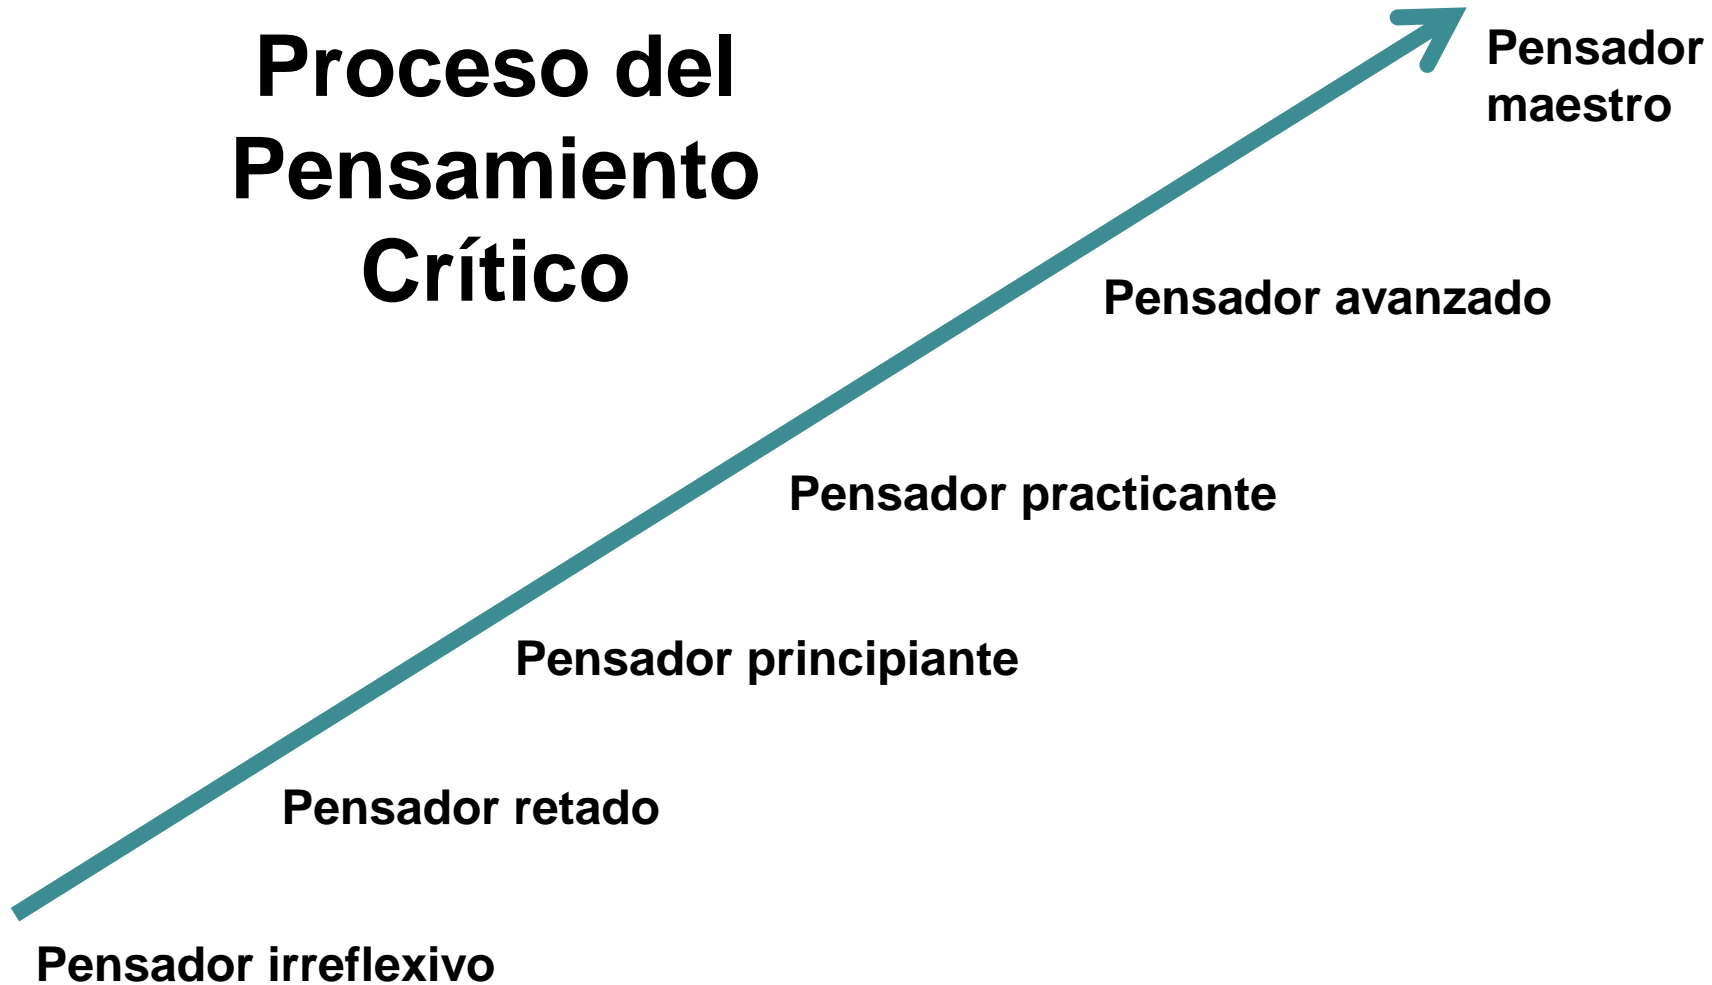 Proceso del
Pensamiento
Crítico
Pensador
maestro
Pensador avanzado
Pensador practicante
Pensador principiante
Pensador retado
Pensador irreflexivo